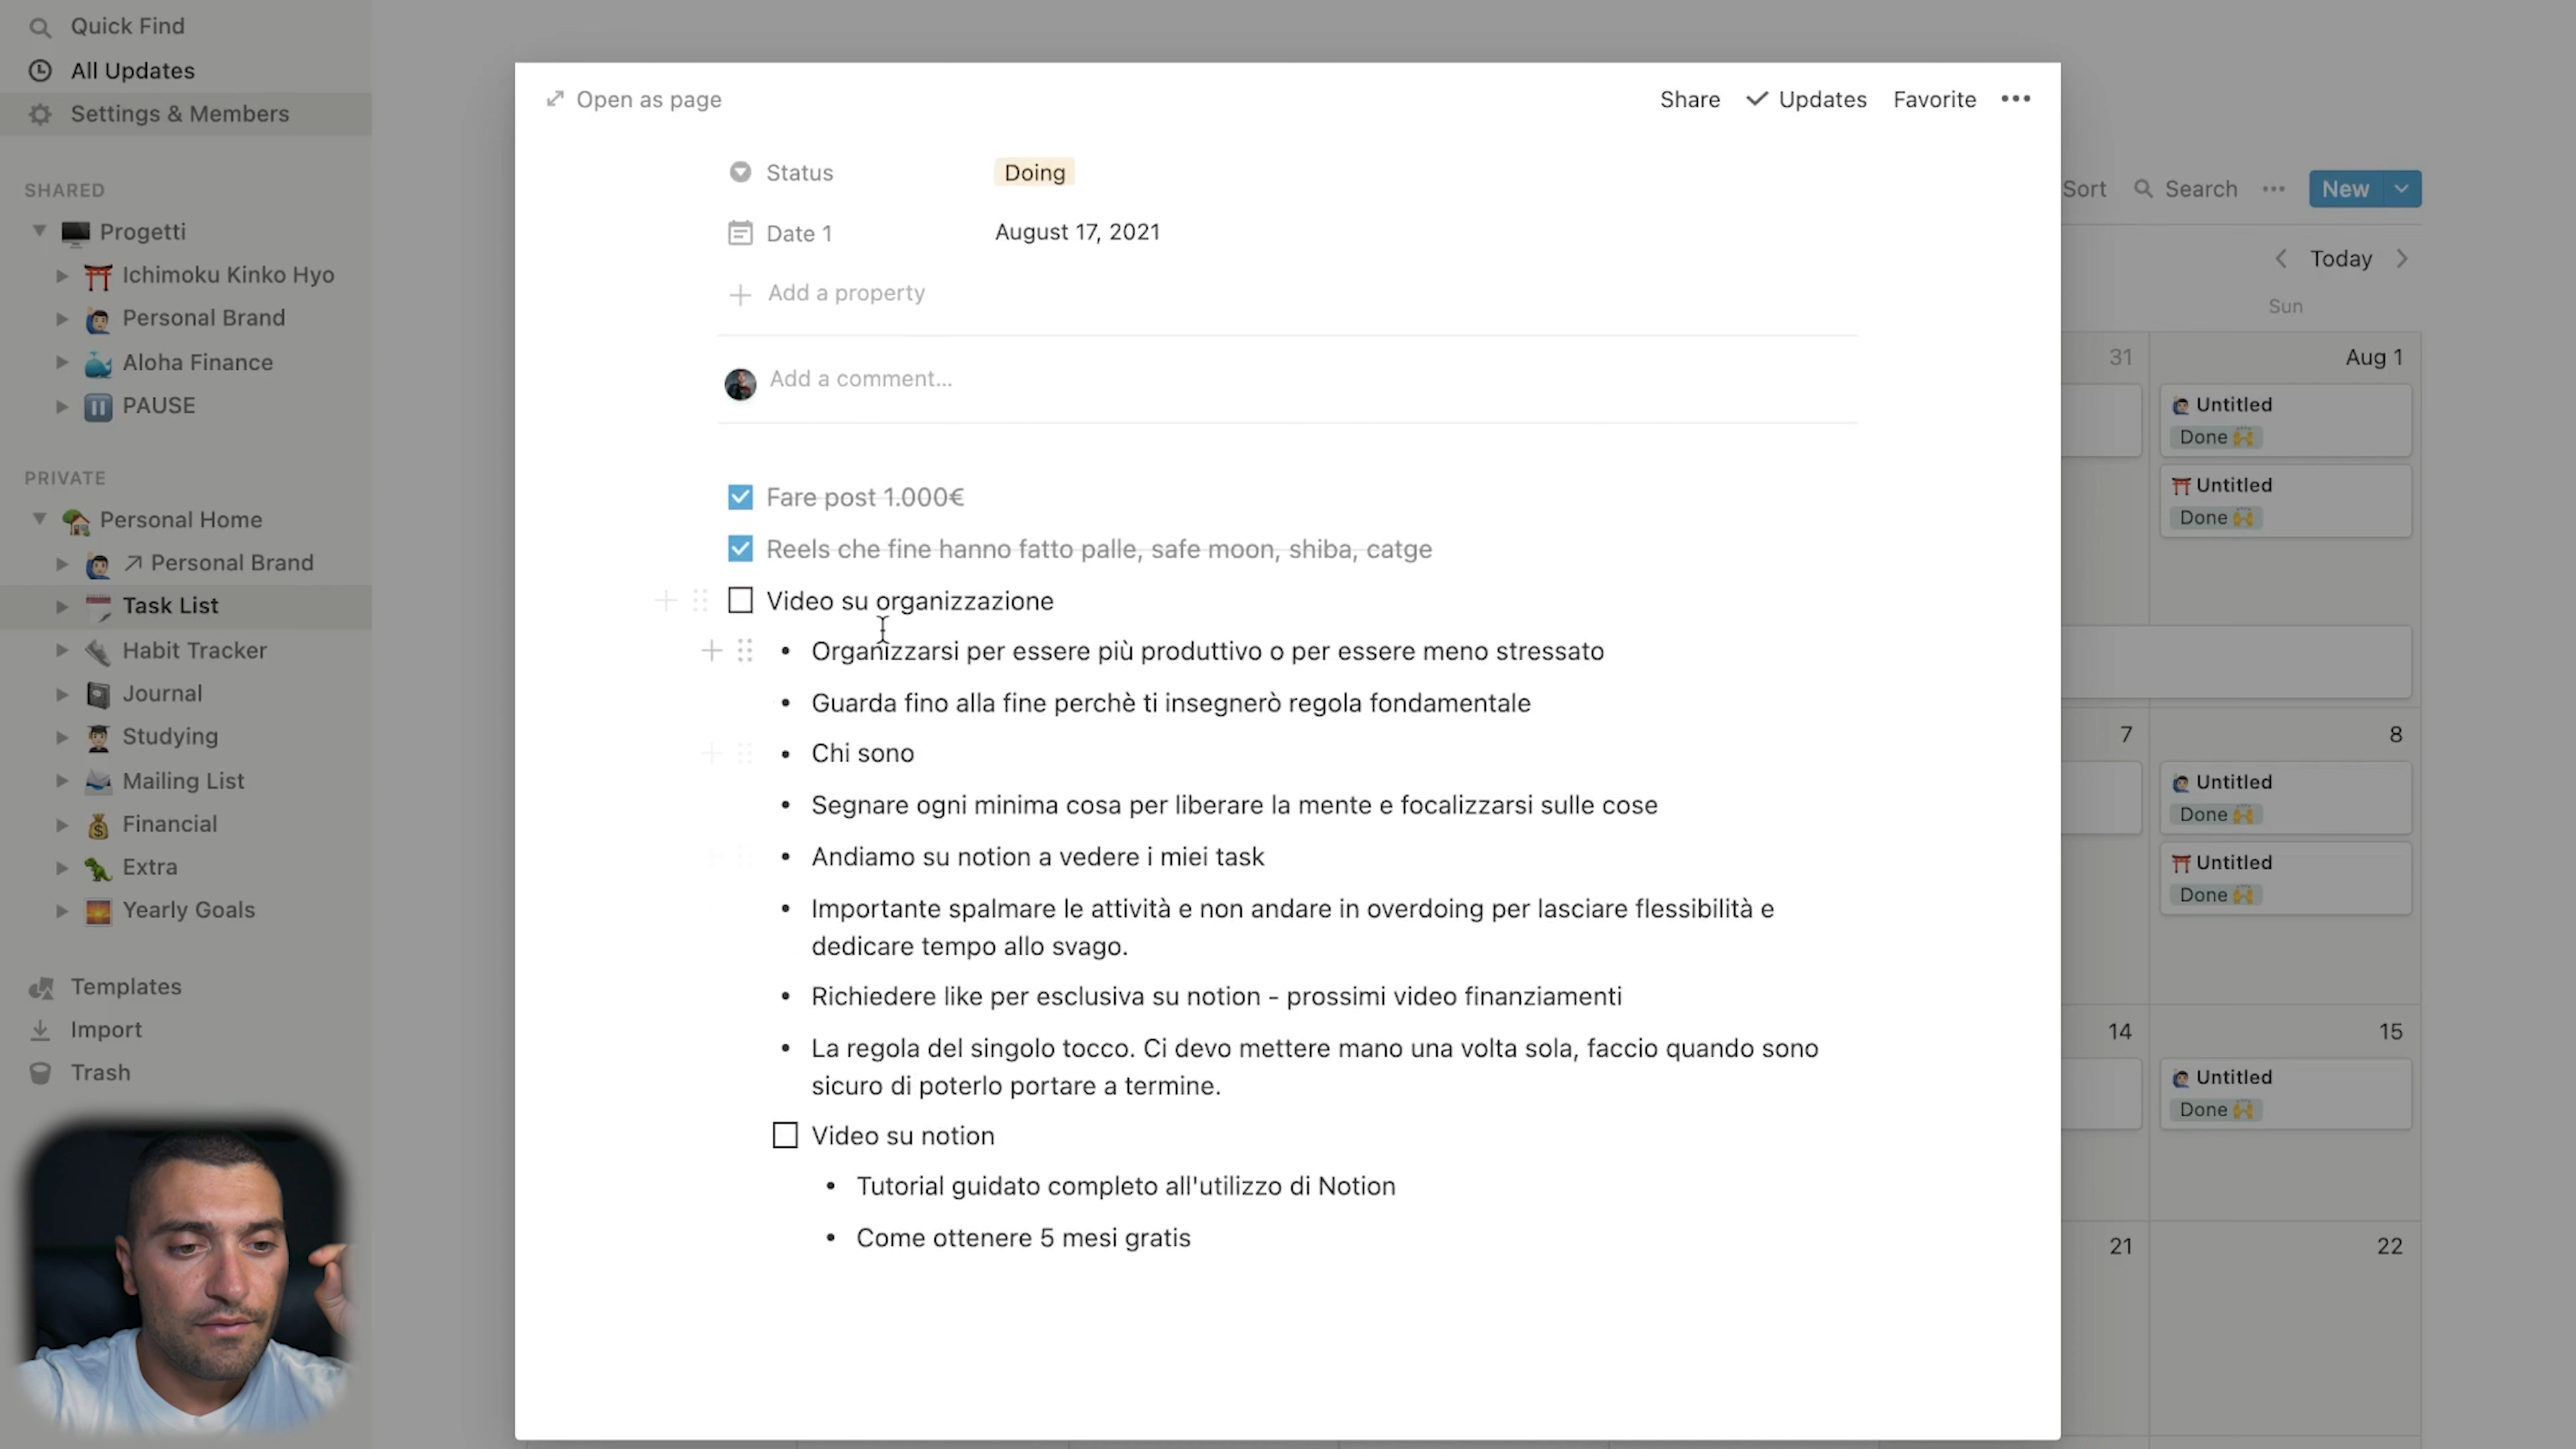 Quick Find
All Updates
Settings & Members
SHARED
Progetti
Ichimoku Kinko Hyo
Personal Brand
Aloha Finance
PAUSE
PRIVATE
Personal Home
Personal Brand
Task List
Habit Tracker
Journal
Studying
Mailing List
Financial
Extra
Yearly Goals
Templates
Import
Trash
Open as page
Share Updates Favorite
Status Doing
Date 1 August 17, 2021
Add a property
Add a comment...
Fare post 1.000€
Reels che fine hanno fatto palle, safe moon, shiba, catge
Video su organizzazione
• Organizzarsi per essere più produttivo o per essere meno stressato
• Guarda fino alla fine perchè ti insegnerò regola fondamentale
• Chi sono
• Segnare ogni minima cosa per liberare la mente e focalizzarsi sulle cose
• Andiamo su notion a vedere i miei task
• Importante spalmare le attività e non andare in overdoing per lasciare flessibilità e
dedicare tempo allo svago.
• Richiedere like per esclusiva su notion - prossimi video finanziamenti
• La regola del singolo tocco. Ci devo mettere mano una volta sola, faccio quando sono
sicuro di poterlo portare a termine.
Video su notion
• Tutorial guidato completo all'utilizzo di Notion
• Come ottenere 5 mesi gratis
Sort Search New
Today
Sun
31 Aug 1
Untitled
Done
Untitled
Done
7 8
Untitled
Done
Untitled
Done
14 15
Untitled
Done
21 22